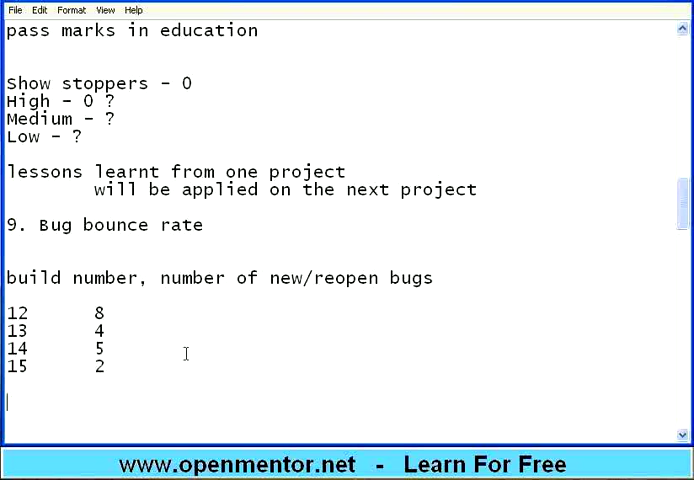 File Edit Format View Help
pass marks in education
Show stoppers - 0
High - 0 ?
Medium - ?
Low - ?
lessons learnt from one project
will be applied on the next project
9. Bug bounce rate
build number, number of new/reopen bugs
12 8
13 4
14 5
15 2
www.openmentor.net - Learn For Free